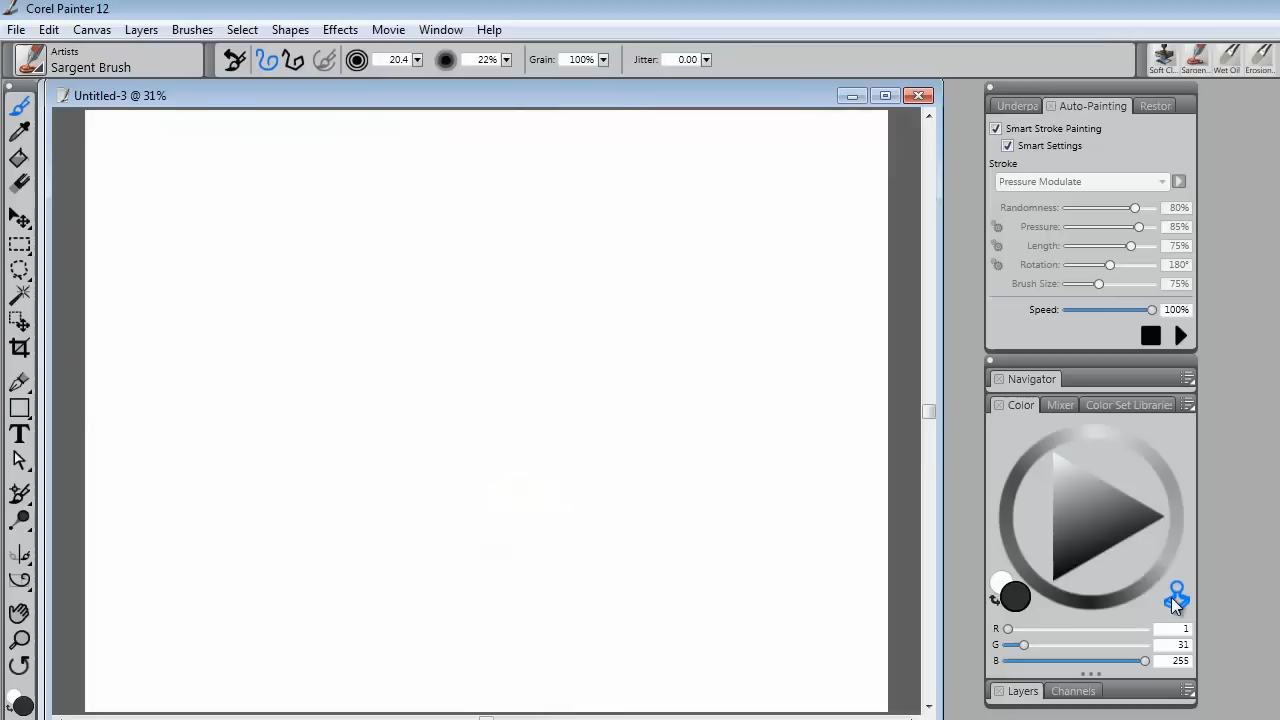 Corel Painter 12
File Edit Canvas Layers Brushes Select Shapes Effects Movie Window Help
Artists
Sargent Brush
20.4 22% Grain: 100% Jitter: 0.00
Soft Cl... Sargen... Wet Oil Erosion...
Untitled-3 @ 31%
Underpa Auto-Painting Restor
Smart Stroke Painting
Smart Settings
Stroke
Pressure Modulate
Randomness: 80%
Pressure: 85%
Length: 75%
Rotation: 180°
Brush Size: 75%
Speed: 100%
Navigator
Color Mixer Color Set Libraries
R 1
G 31
B 255
Layers Channels
T